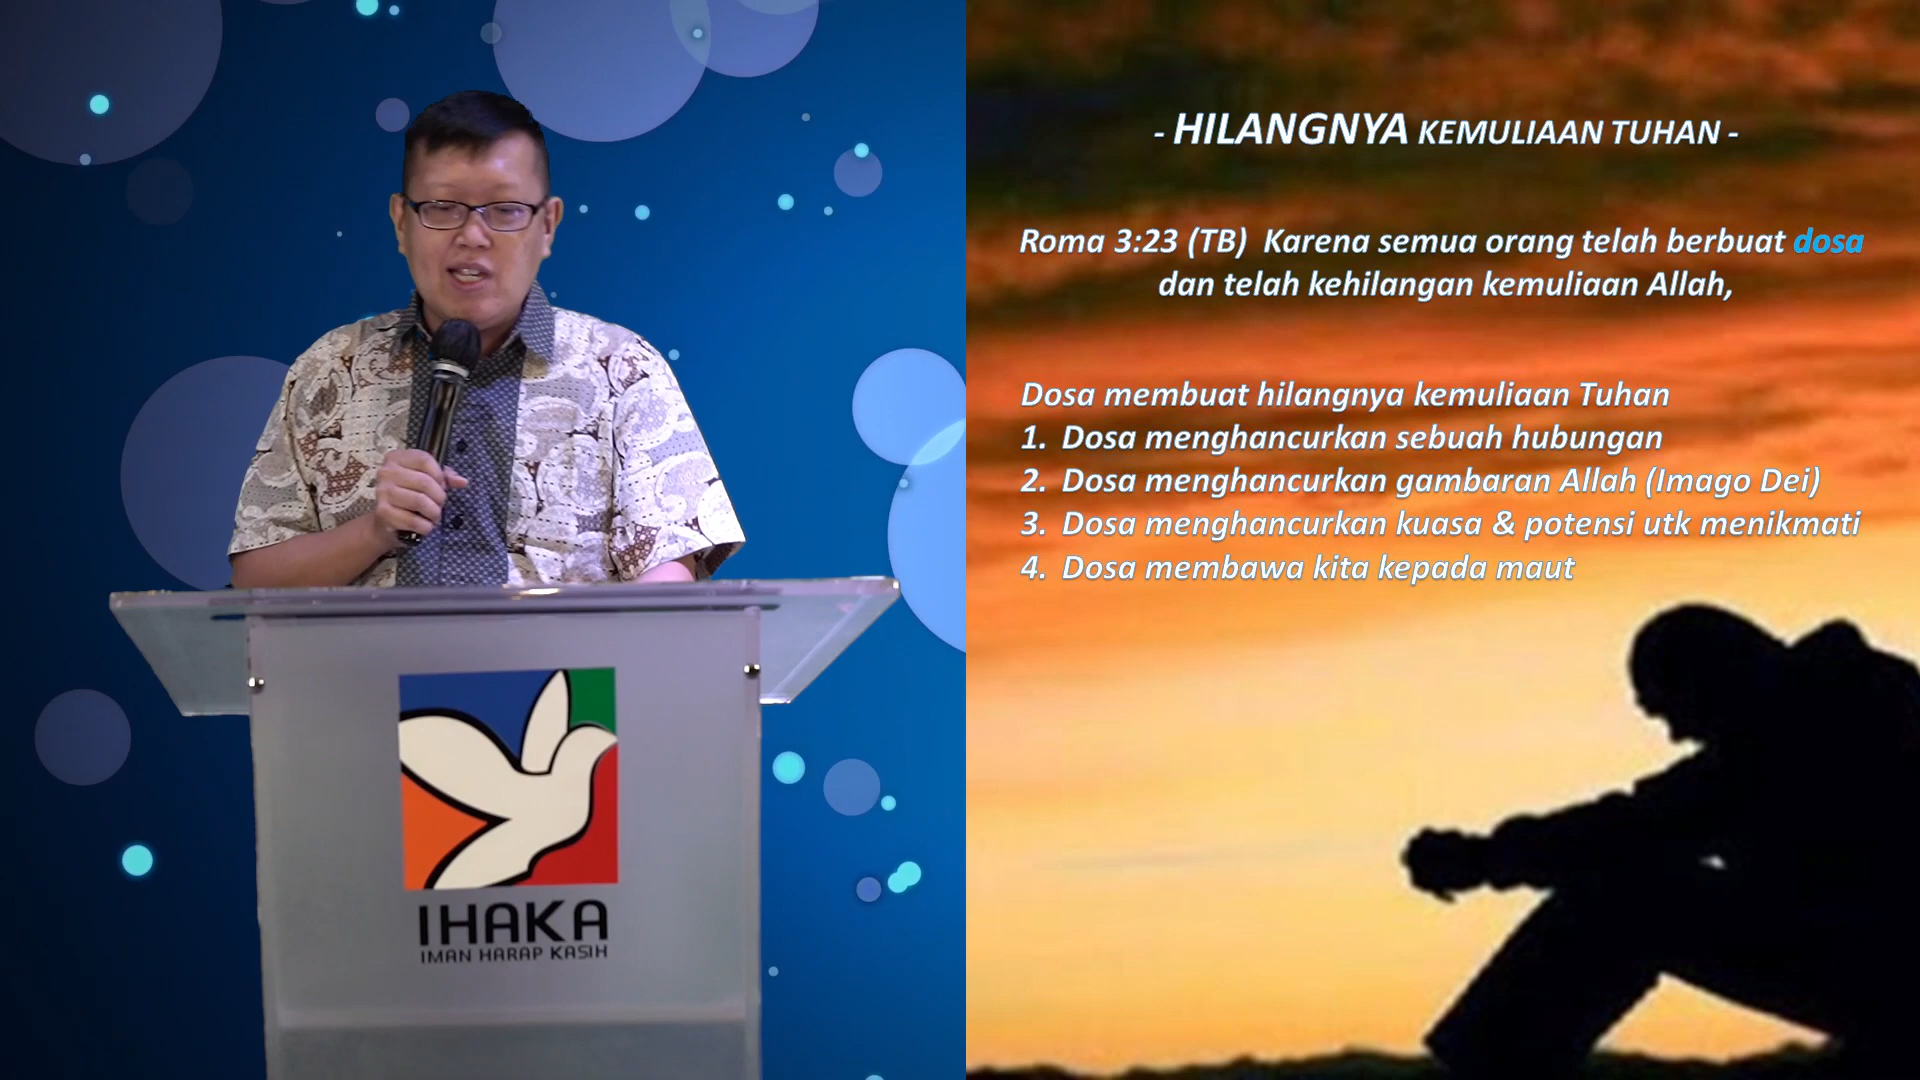 IHAKA
IMAN HARAP KASIH
- HILANGNYA KEMULIAAN TUHAN -
Roma 3:23 (TB)  Karena semua orang telah berbuat dosa
dan telah kehilangan kemuliaan Allah,
Dosa membuat hilangnya kemuliaan Tuhan
1. Dosa menghancurkan sebuah hubungan
2. Dosa menghancurkan gambaran Allah (Imago Dei)
3. Dosa menghancurkan kuasa & potensi utk menikmati
4. Dosa membawa kita kepada maut